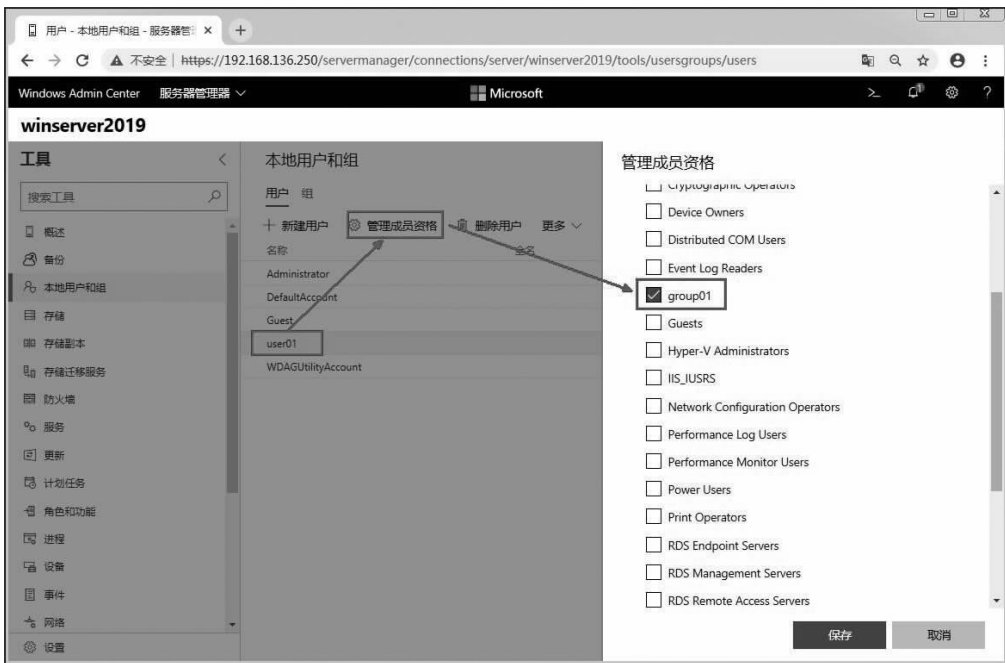 用户 - 本地用户和组 - 服务器管
不安全 | https://192.168.136.250/servermanager/connections/server/winserver2019/tools/usersgroups/users
Windows Admin Center 服务器管理器 Microsoft
winserver2019
工具
搜索工具
概述
备份
本地用户和组
存储
存储副本
存储迁移服务
防火墙
服务
更新
计划任务
角色和功能
进程
设备
事件
网络
设置
本地用户和组
用户 组
新建用户 管理成员资格 删除用户 更多
名称 全名
Administrator
DefaultAccount
Guest
user01
WDAGUtilityAccount
管理成员资格
Cryptographic Operators
Device Owners
Distributed COM Users
Event Log Readers
group01
Guests
Hyper-V Administrators
IIS_IUSRS
Network Configuration Operators
Performance Log Users
Performance Monitor Users
Power Users
Print Operators
RDS Endpoint Servers
RDS Management Servers
RDS Remote Access Servers
保存 取消